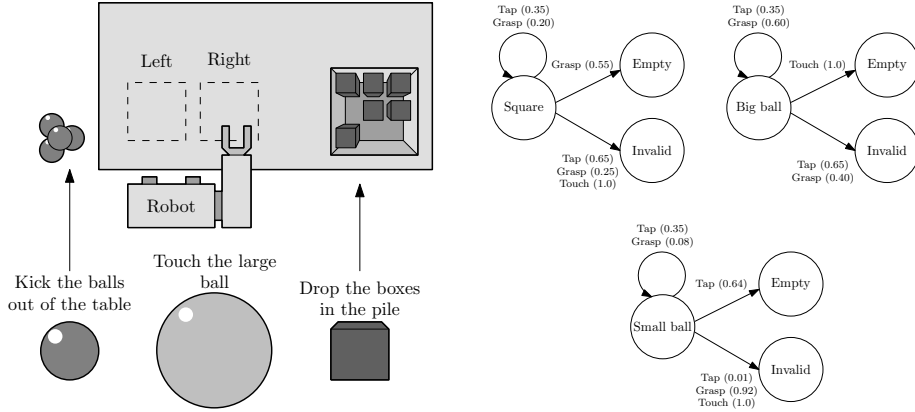 Left
Right
Robot
Kick the balls
out of the table
Touch the large
ball
Drop the boxes
in the pile
Tap (0.35)
Grasp (0.20)
Square
Grasp (0.55)
Empty
Tap (0.65)
Grasp (0.25)
Touch (1.0)
Invalid
Tap (0.35)
Grasp (0.60)
Big ball
Touch (1.0)
Empty
Tap (0.65)
Grasp (0.40)
Invalid
Tap (0.35)
Grasp (0.08)
Small ball
Tap (0.64)
Empty
Tap (0.01)
Grasp (0.92)
Touch (1.0)
Invalid